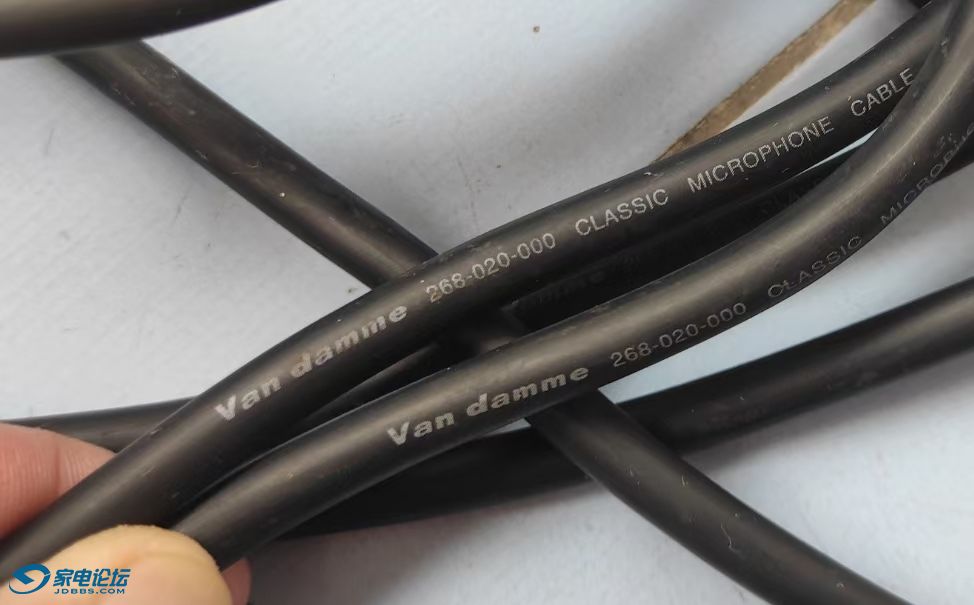 Van damme 268-020-000 CLASSIC MICROPHONE CABLE
Van damme 268-020-000 CLASSIC
家电论坛
JDBBS.COM